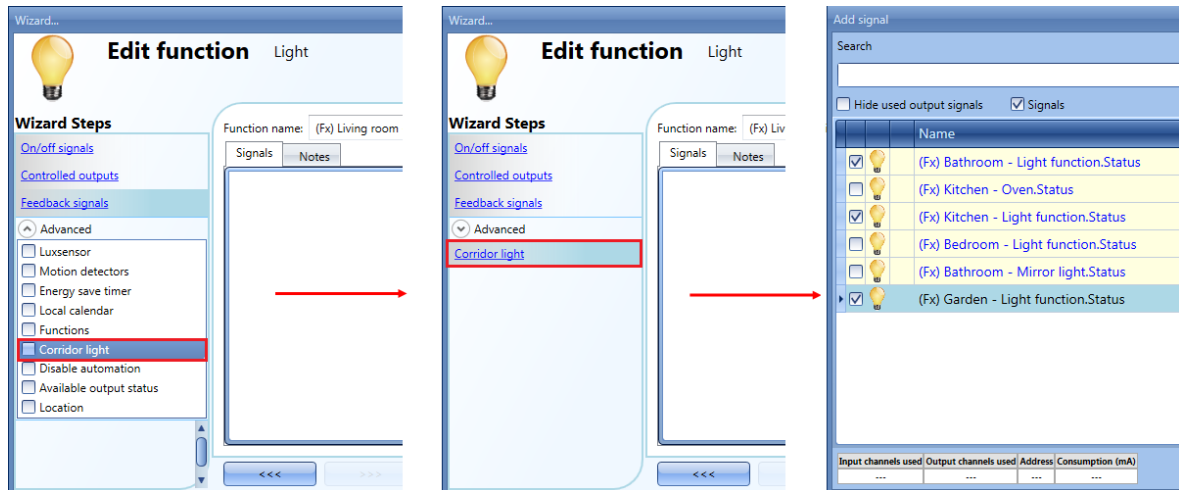 Wizard...
Edit function Light
Wizard Steps
On/off signals
Controlled outputs
Feedback signals
Advanced
Luxsensor
Motion detectors
Energy save timer
Local calendar
Functions
Corridor light
Disable automation
Available output status
Location
Function name: (Fx) Living room
Signals Notes
<<< >>>
Wizard...
Edit function Light
Wizard Steps
On/off signals
Controlled outputs
Feedback signals
Advanced
Corridor light
Function name: (Fx) Liv
Signals Notes
<<<
Add signal
Search
Hide used output signals Signals
Name
(Fx) Bathroom - Light function.Status
(Fx) Kitchen - Oven.Status
(Fx) Kitchen - Light function.Status
(Fx) Bedroom - Light function.Status
(Fx) Bathroom - Mirror light.Status
(Fx) Garden - Light function.Status
Input channels used Output channels used Address Consumption (mA)
--- --- --- ---